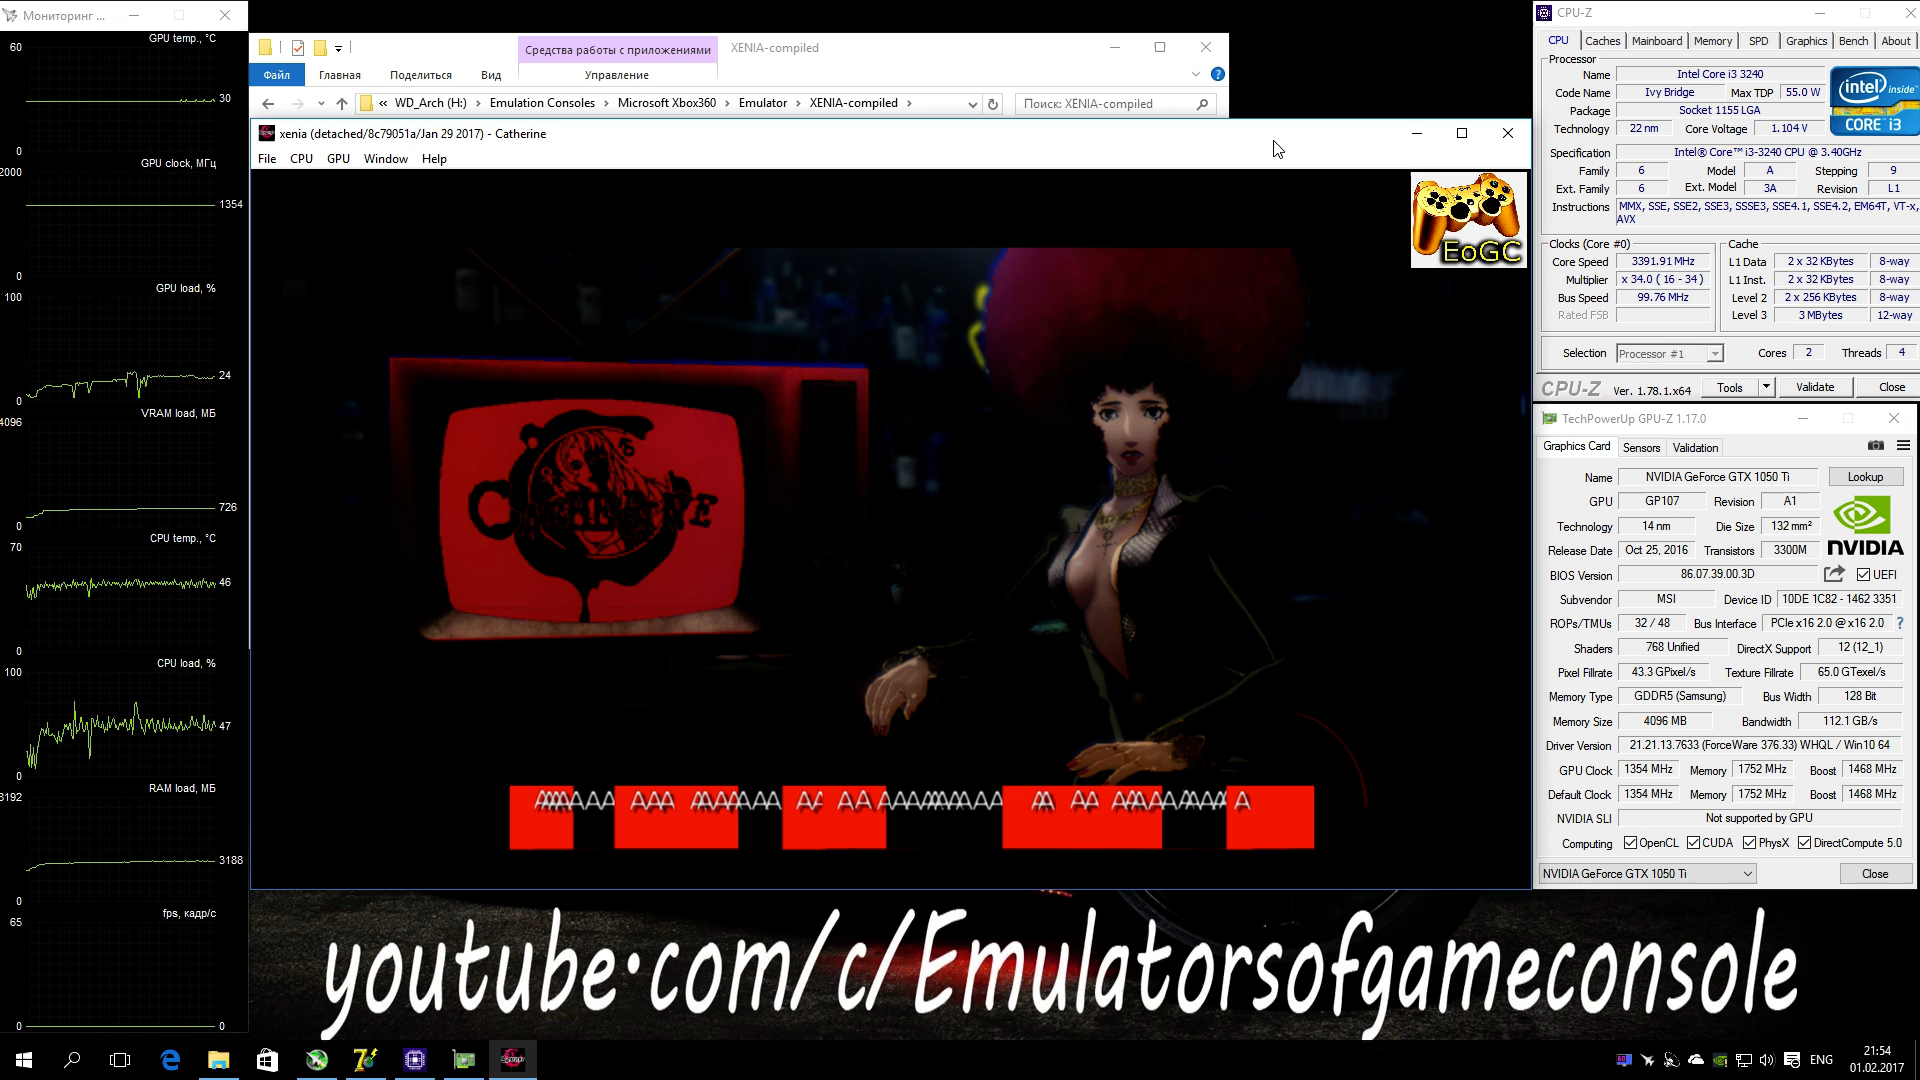 Мониторинг ...
GPU temp., °C
60
30
0
GPU clock, МГц
2000
1354
0
GPU load, %
100
24
0
VRAM load, МБ
4096
726
0
CPU temp., °C
70
46
0
CPU load, %
100
47
0
RAM load, МБ
8192
3188
0
fps, кадр/с
65
0
0
Средства работы с приложениями
XENIA-compiled
Файл
Главная
Поделиться
Вид
Управление
« WD_Arch (H:) > Emulation Consoles > Microsoft Xbox360 > Emulator > XENIA-compiled >
Поиск: XENIA-compiled
xenia (detached/8c79051a/Jan 29 2017) - Catherine
File CPU GPU Window Help
EoGC
CATHERINE
youtube.com/c/Emulatorsofgameconsole
CPU-Z
CPU Caches Mainboard Memory SPD Graphics Bench About
Processor
Name Intel Core i3 3240
Code Name Ivy Bridge Max TDP 55.0 W
Package Socket 1155 LGA
Technology 22 nm Core Voltage 1.104 V
intel inside™
CORE i3
Specification Intel® Core™ i3-3240 CPU @ 3.40GHz
Family 6 Model A Stepping 9
Ext. Family 6 Ext. Model 3A Revision L1
Instructions MMX, SSE, SSE2, SSE3, SSSE3, SSE4.1, SSE4.2, EM64T, VT-x,
AVX
Clocks (Core #0)
Core Speed 3391.91 MHz
Multiplier x 34.0 ( 16 - 34 )
Bus Speed 99.76 MHz
Rated FSB
Cache
L1 Data 2 x 32 KBytes 8-way
L1 Inst. 2 x 32 KBytes 8-way
Level 2 2 x 256 KBytes 8-way
Level 3 3 MBytes 12-way
Selection Processor #1 Cores 2 Threads 4
CPU-Z Ver. 1.78.1.x64 Tools Validate Close
TechPowerUp GPU-Z 1.17.0
Graphics Card Sensors Validation
Name NVIDIA GeForce GTX 1050 Ti Lookup
GPU GP107 Revision A1
Technology 14 nm Die Size 132 mm²
Release Date Oct 25, 2016 Transistors 3300M
NVIDIA
BIOS Version 86.07.39.00.3D UEFI
Subvendor MSI Device ID 10DE 1C82 - 1462 3351
ROPs/TMUs 32 / 48 Bus Interface PCIe x16 2.0 @ x16 2.0 ?
Shaders 768 Unified DirectX Support 12 (12_1)
Pixel Fillrate 43.3 GPixel/s Texture Fillrate 65.0 GTexel/s
Memory Type GDDR5 (Samsung) Bus Width 128 Bit
Memory Size 4096 MB Bandwidth 112.1 GB/s
Driver Version 21.21.13.7633 (ForceWare 376.33) WHQL / Win10 64
GPU Clock 1354 MHz Memory 1752 MHz Boost 1468 MHz
Default Clock 1354 MHz Memory 1752 MHz Boost 1468 MHz
NVIDIA SLI Not supported by GPU
Computing OpenCL CUDA PhysX DirectCompute 5.0
NVIDIA GeForce GTX 1050 Ti Close
ENG
21:54
01.02.2017